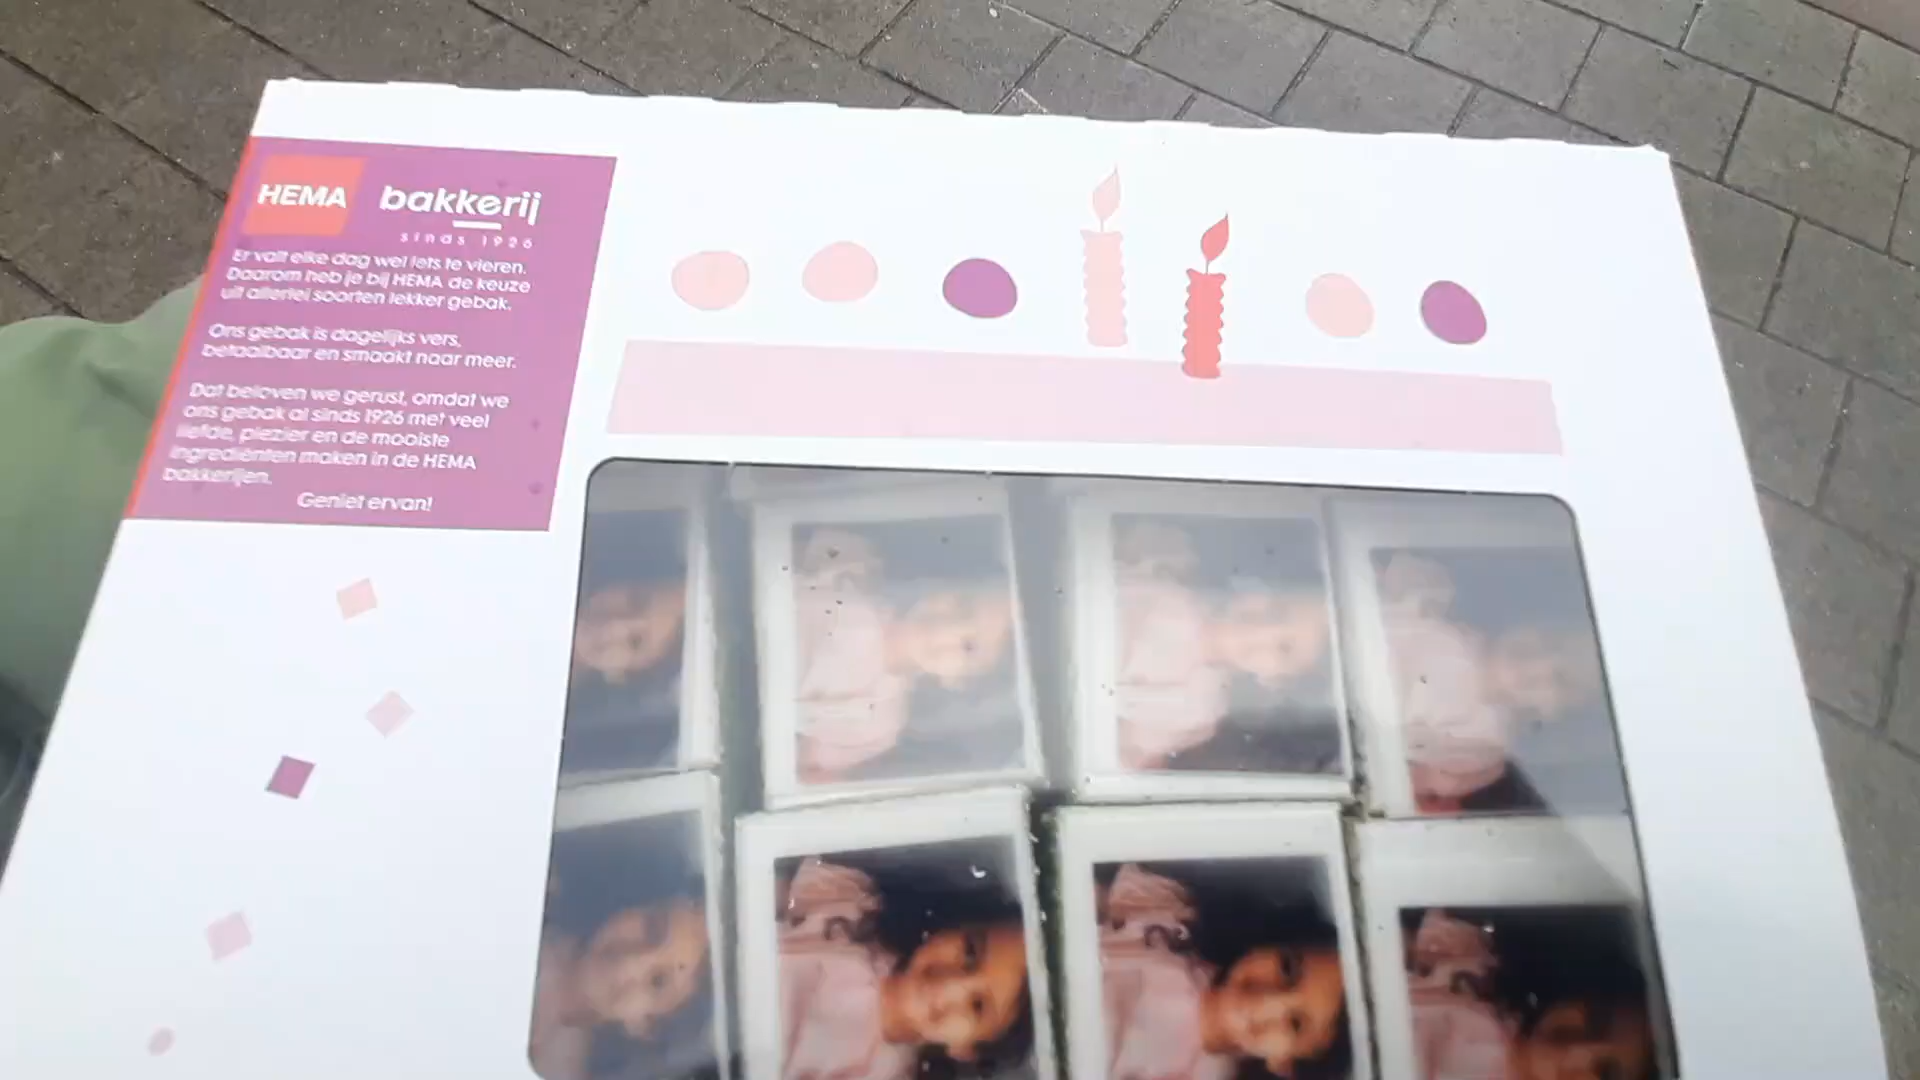 HEMA bakkerij
sinds 1926
Er valt elke dag wel iets te vieren.
Daarom heb je bij HEMA de keuze
uit allerlei soorten lekker gebak.
Ons gebak is dagelijks vers,
betaalbaar en smaakt naar meer.
Dat beloven we gerust, omdat we
ons gebak al sinds 1926 met veel
liefde, plezier en de mooiste
ingrediënten maken in de HEMA
bakkerijen.
Geniet ervan!